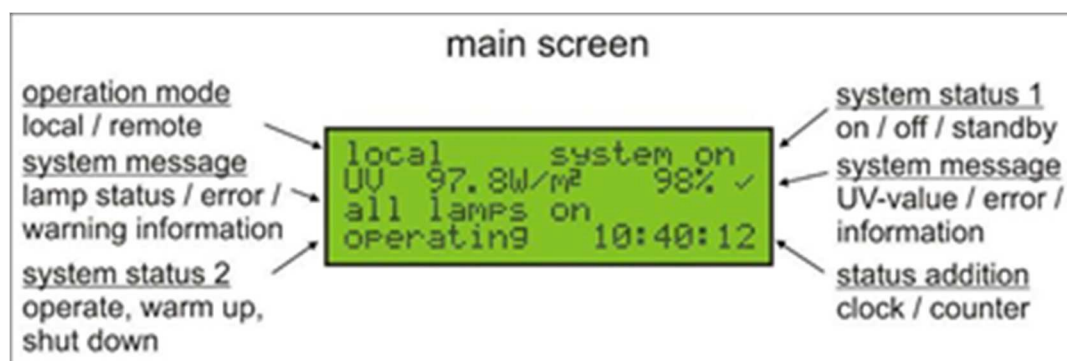 main screen
operation mode
local / remote
system message
lamp status / error /
warning information
system status 2
operate, warm up,
shut down
local system on
UV 97.8W/m² 98% ✓
all lamps on
operating 10:40:12
system status 1
on / off / standby
system message
UV-value / error /
information
status addition
clock / counter